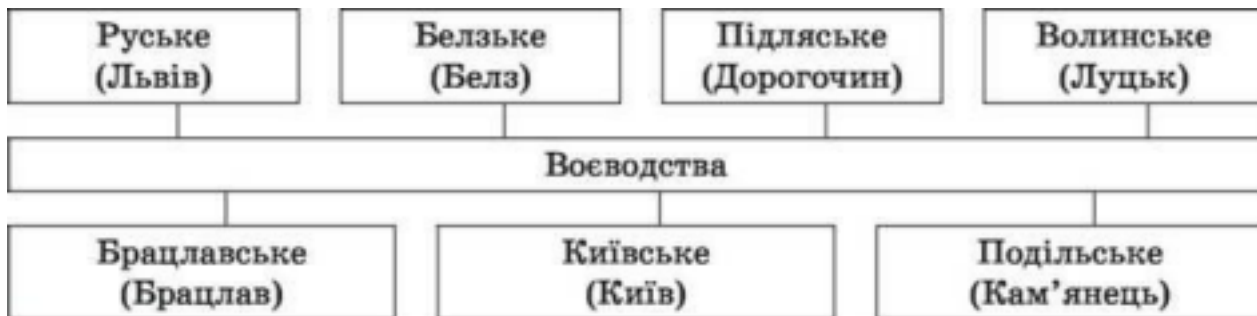 Руське
(Львів)
Белзьке
(Белз)
Підляське
(Дорогочин)
Волинське
(Луцьк)
Воєводства
Брацлавське
(Брацлав)
Київське
(Київ)
Подільське
(Кам’янець)